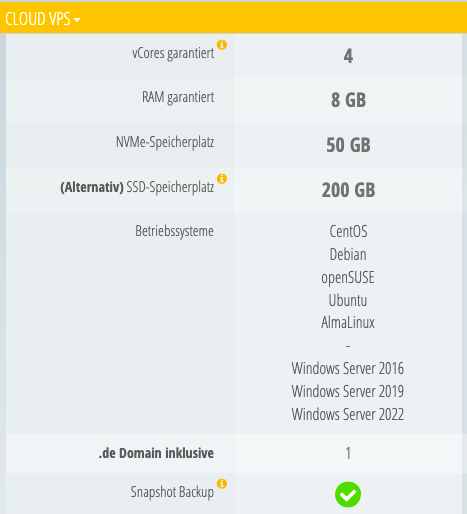 CLOUD VPS
vCores garantiert 4
RAM garantiert 8 GB
NVMe-Speicherplatz 50 GB
(Alternativ) SSD-Speicherplatz 200 GB
Betriebssysteme CentOS
Debian
openSUSE
Ubuntu
AlmaLinux
-
Windows Server 2016
Windows Server 2019
Windows Server 2022
.de Domain inklusive 1
Snapshot Backup